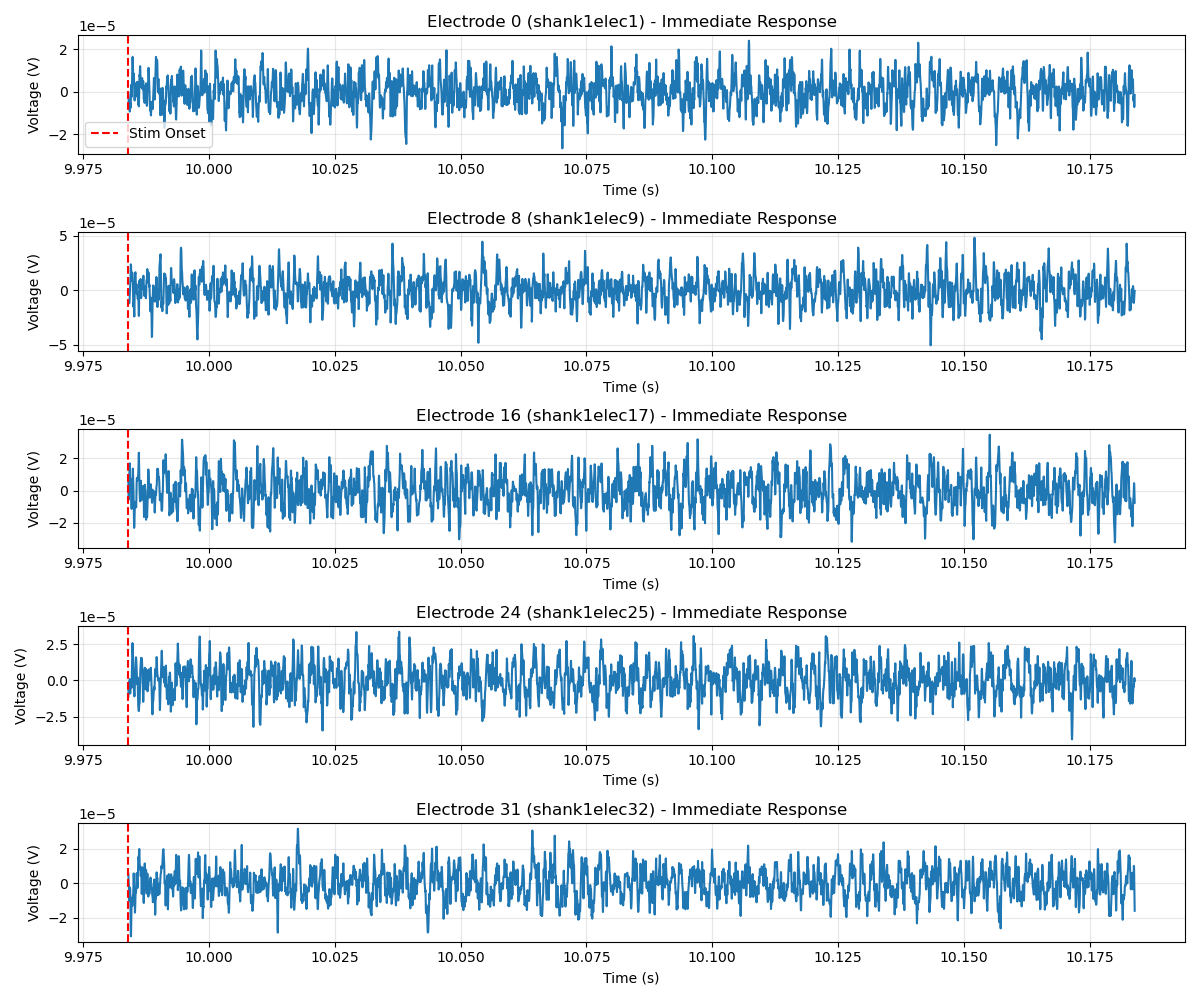 Electrode 0 (shank1elec1) - Immediate Response
1e−5
Voltage (V)
2
0
−2
Stim Onset
9.975 10.000 10.025 10.050 10.075 10.100 10.125 10.150 10.175
Time (s)
Electrode 8 (shank1elec9) - Immediate Response
1e−5
Voltage (V)
5
0
−5
9.975 10.000 10.025 10.050 10.075 10.100 10.125 10.150 10.175
Time (s)
Electrode 16 (shank1elec17) - Immediate Response
1e−5
Voltage (V)
2
0
−2
9.975 10.000 10.025 10.050 10.075 10.100 10.125 10.150 10.175
Time (s)
Electrode 24 (shank1elec25) - Immediate Response
1e−5
Voltage (V)
2.5
0.0
−2.5
9.975 10.000 10.025 10.050 10.075 10.100 10.125 10.150 10.175
Time (s)
Electrode 31 (shank1elec32) - Immediate Response
1e−5
Voltage (V)
2
0
−2
9.975 10.000 10.025 10.050 10.075 10.100 10.125 10.150 10.175
Time (s)